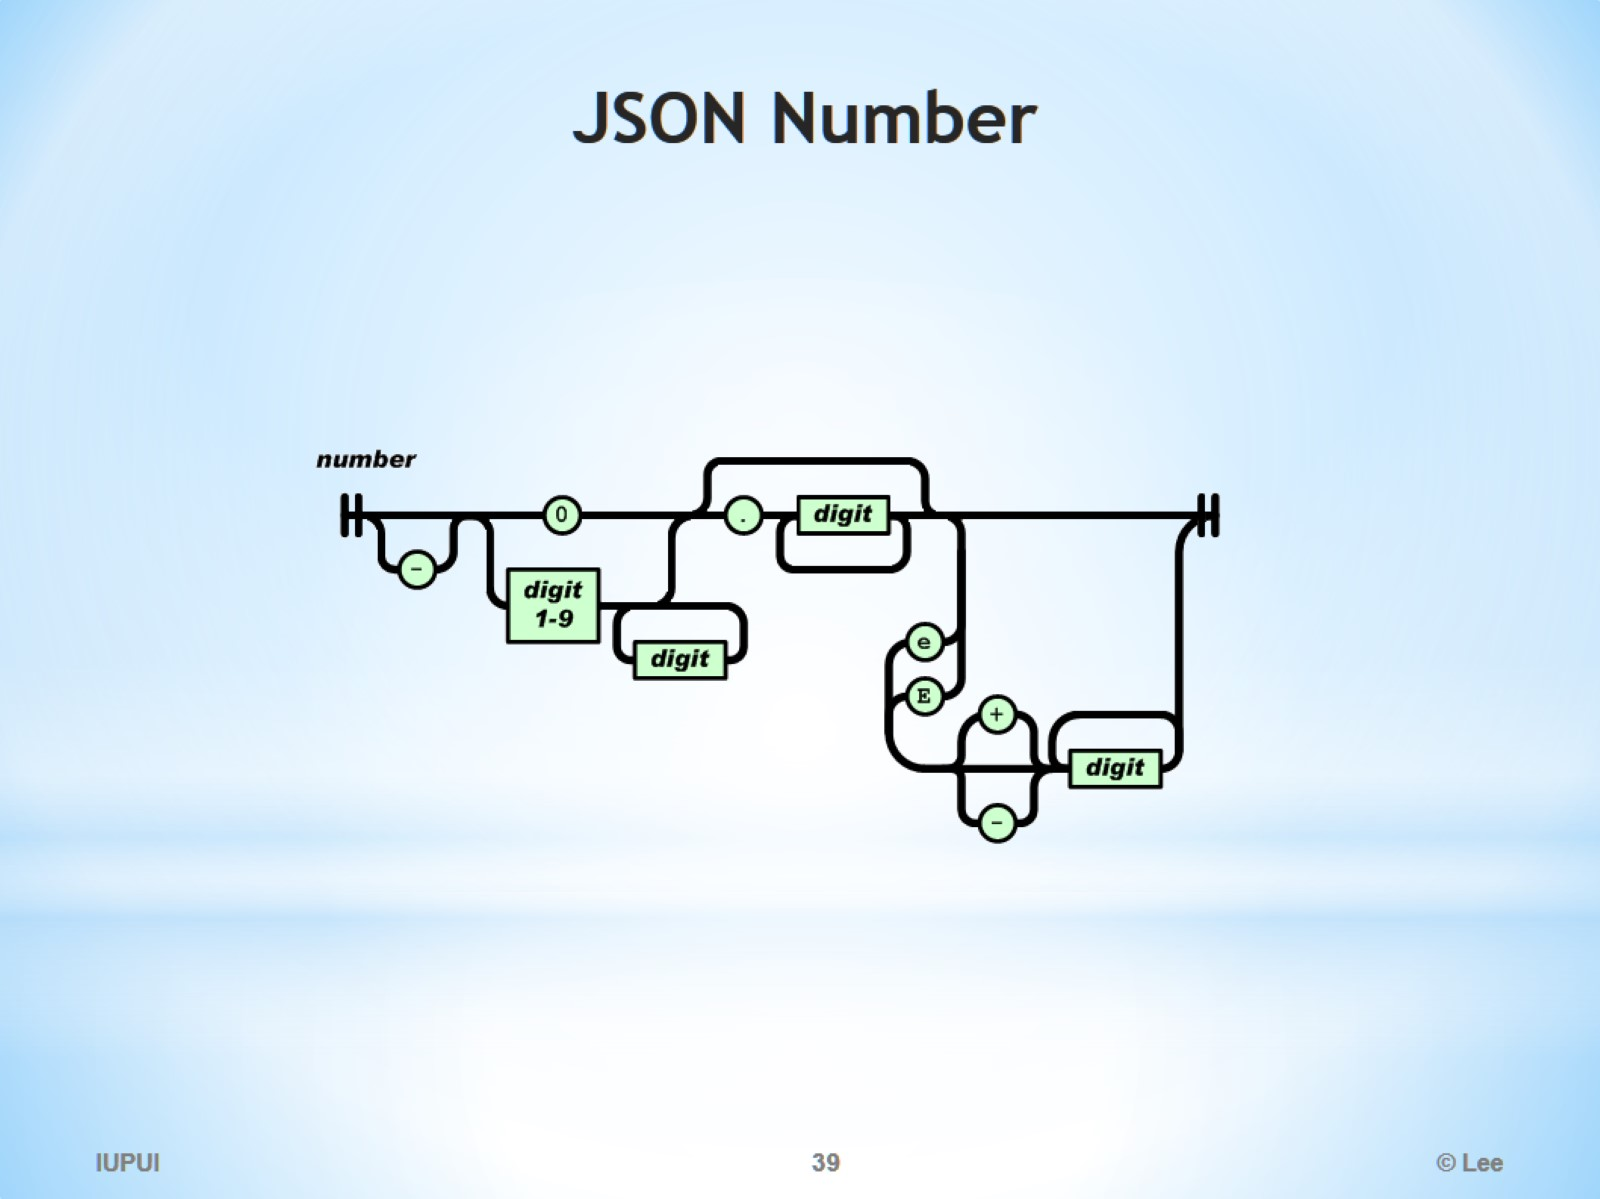 JSON Number
number
0
.
digit
-
digit
1-9
digit
e
E
+
digit
-
IUPUI
39
© Lee